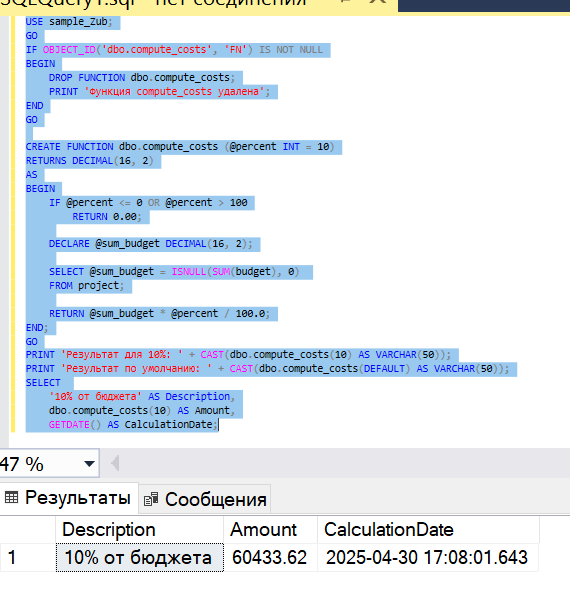 SQLQuery1.sql - нет соединения
USE sample_Zub;
GO
IF OBJECT_ID('dbo.compute_costs', 'FN') IS NOT NULL
BEGIN
DROP FUNCTION dbo.compute_costs;
PRINT 'Функция compute_costs удалена';
END
GO
CREATE FUNCTION dbo.compute_costs (@percent INT = 10)
RETURNS DECIMAL(16, 2)
AS
BEGIN
IF @percent <= 0 OR @percent > 100
RETURN 0.00;
DECLARE @sum_budget DECIMAL(16, 2);
SELECT @sum_budget = ISNULL(SUM(budget), 0)
FROM project;
RETURN @sum_budget * @percent / 100.0;
END;
GO
PRINT 'Результат для 10%: ' + CAST(dbo.compute_costs(10) AS VARCHAR(50));
PRINT 'Результат по умолчанию: ' + CAST(dbo.compute_costs(DEFAULT) AS VARCHAR(50));
SELECT
'10% от бюджета' AS Description,
dbo.compute_costs(10) AS Amount,
GETDATE() AS CalculationDate;
47 %
Результаты Сообщения
Description Amount CalculationDate
1 10% от бюджета 60433.62 2025-04-30 17:08:01.643